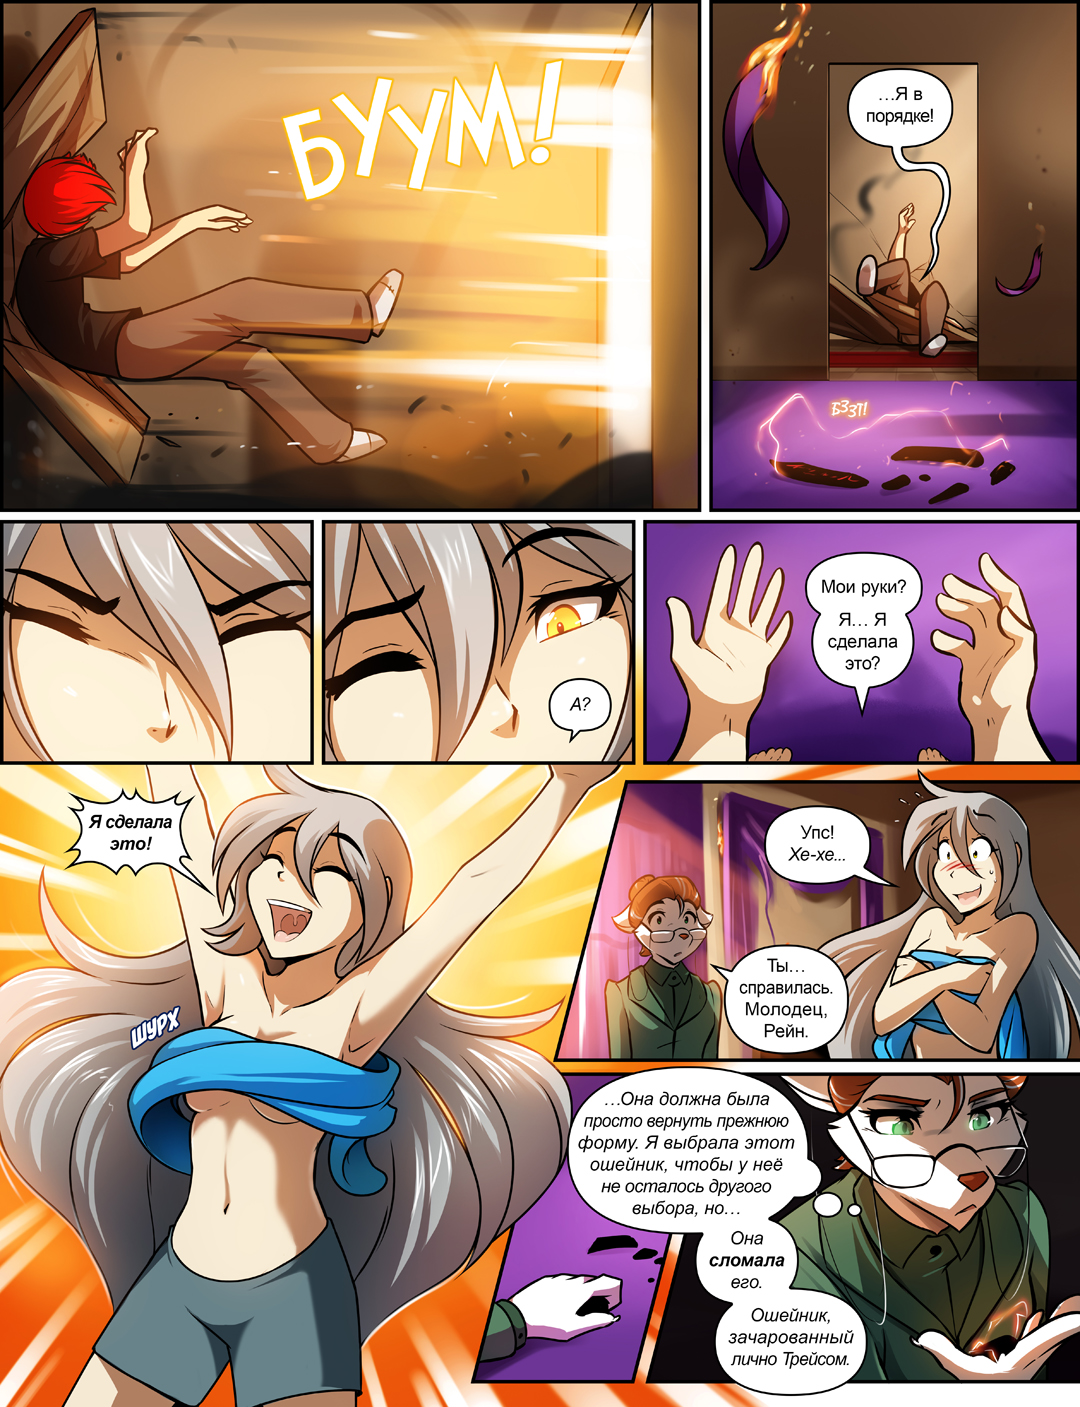 БУУМ!
...Я в
порядке!
БЗЗТ!
А?
Мои руки?
Я... Я
сделала
это?
Я сделала
это!
ШУРХ
Упс!
Хе-хе...
Ты...
справилась.
Молодец,
Рейн.
...Она должна была
просто вернуть прежнюю
форму. Я выбрала этот
ошейник, чтобы у неё
не осталось другого
выбора, но...
Она
сломала
его.
Ошейник,
зачарованный
лично Трейсом.